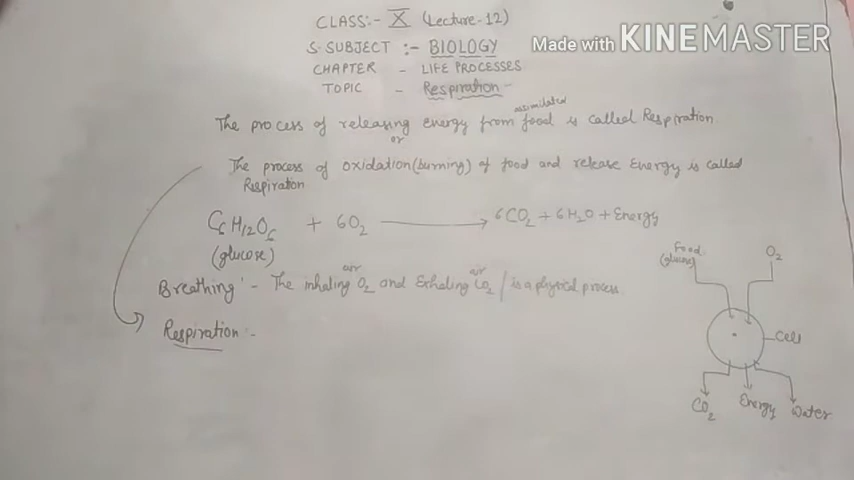 CLASS:- X (Lecture-12)
S.SUBJECT :- BIOLOGY
Made with KINEMASTER
CHAPTER - LIFE PROCESSES
TOPIC - Respiration -
assimilated
The process of releasing energy from food is called Respiration
or
The process of oxidation(burning) of food and release Energy is called
Respiration
C6H12O6 + 6O2 → 6CO2 + 6H2O + Energy
(glucose)
air air
Breathing :- The inhaling O2 and Exhaling CO2 / is a physical process.
Respiration :-
Food
(glucose)
O2
Cell
CO2
Energy
Water